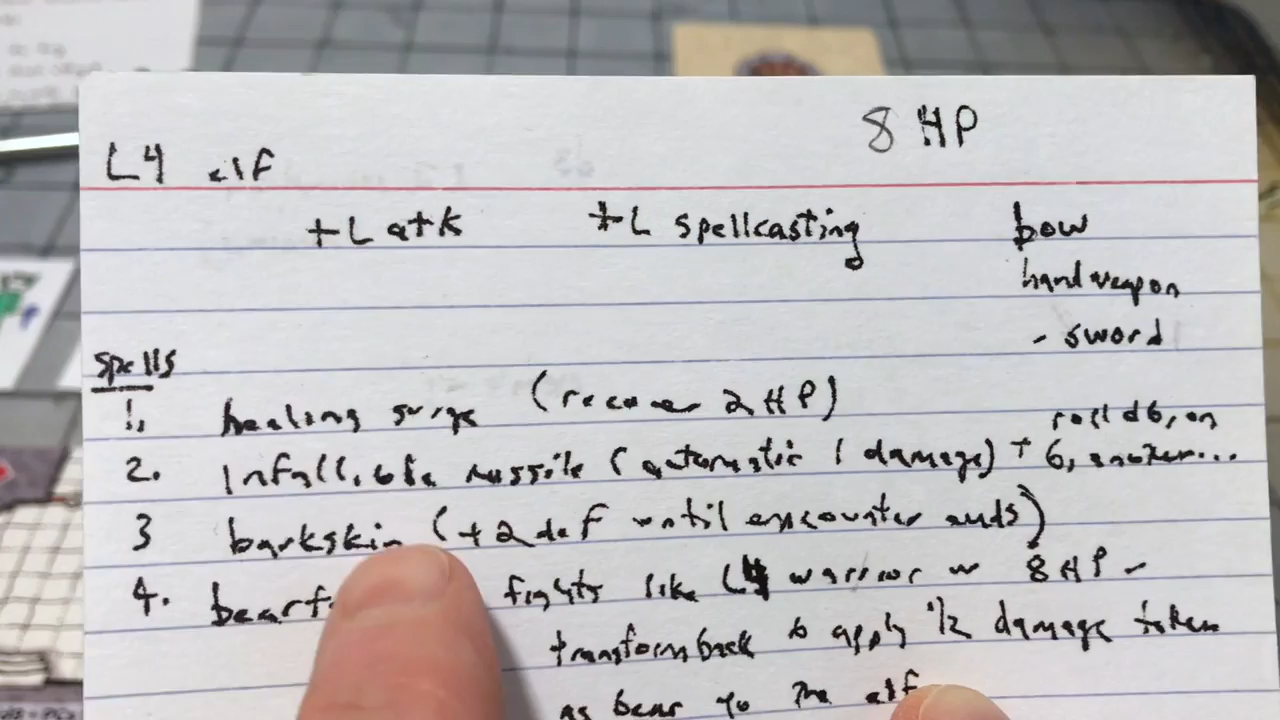 8 HP
L4 elf
+L atk +L spellcasting bow
hand weapon
- sword
Spells
1. healing surge (recover 2 HP)
roll d6, on
2. Infallible missile (automatic 1 damage) + 6, another...
3 barkskin (+2 def until encounter ends)
4. bearf fights like L4 warrior w 8 HP -
transform back & apply 1/2 damage taken
as bear to the elf